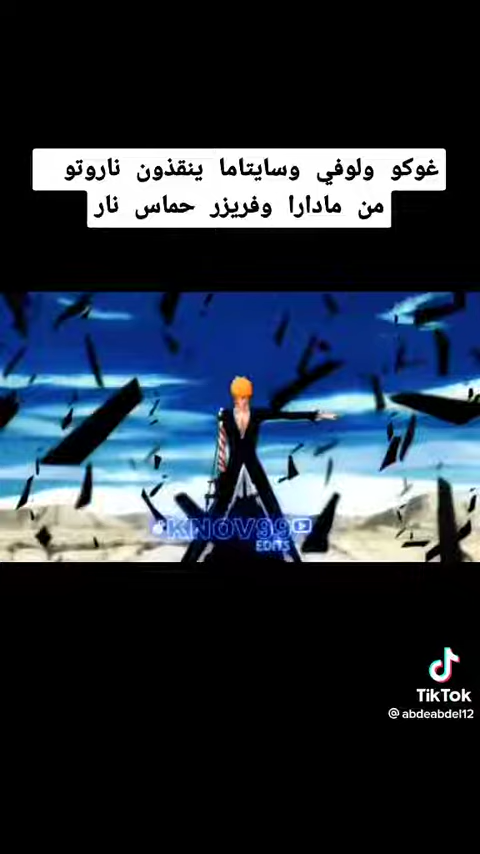 غوكو ولوفي وسايتاما ينقذون ناروتو
من مادارا وفريزر حماس نار
KNOV99
EDITS
TikTok
@abdeabdel12